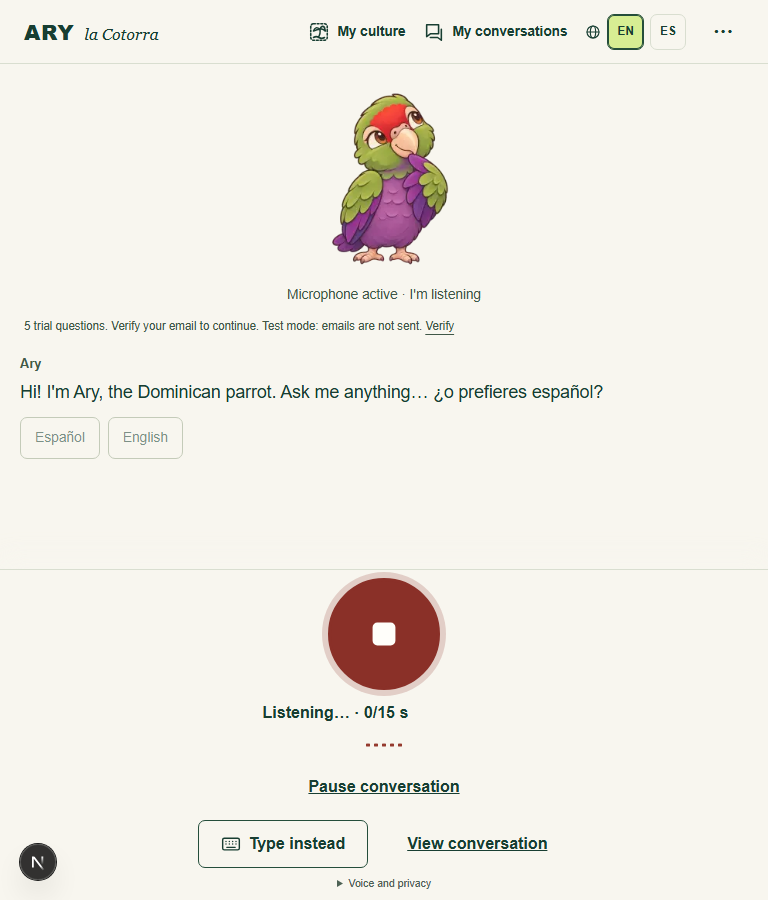 ARY la Cotorra
My culture
My conversations
EN
ES
Microphone active · I'm listening
5 trial questions. Verify your email to continue. Test mode: emails are not sent. Verify
Ary
Hi! I'm Ary, the Dominican parrot. Ask me anything… ¿o prefieres español?
Español
English
Listening… · 0/15 s
Pause conversation
Type instead
View conversation
N
Voice and privacy